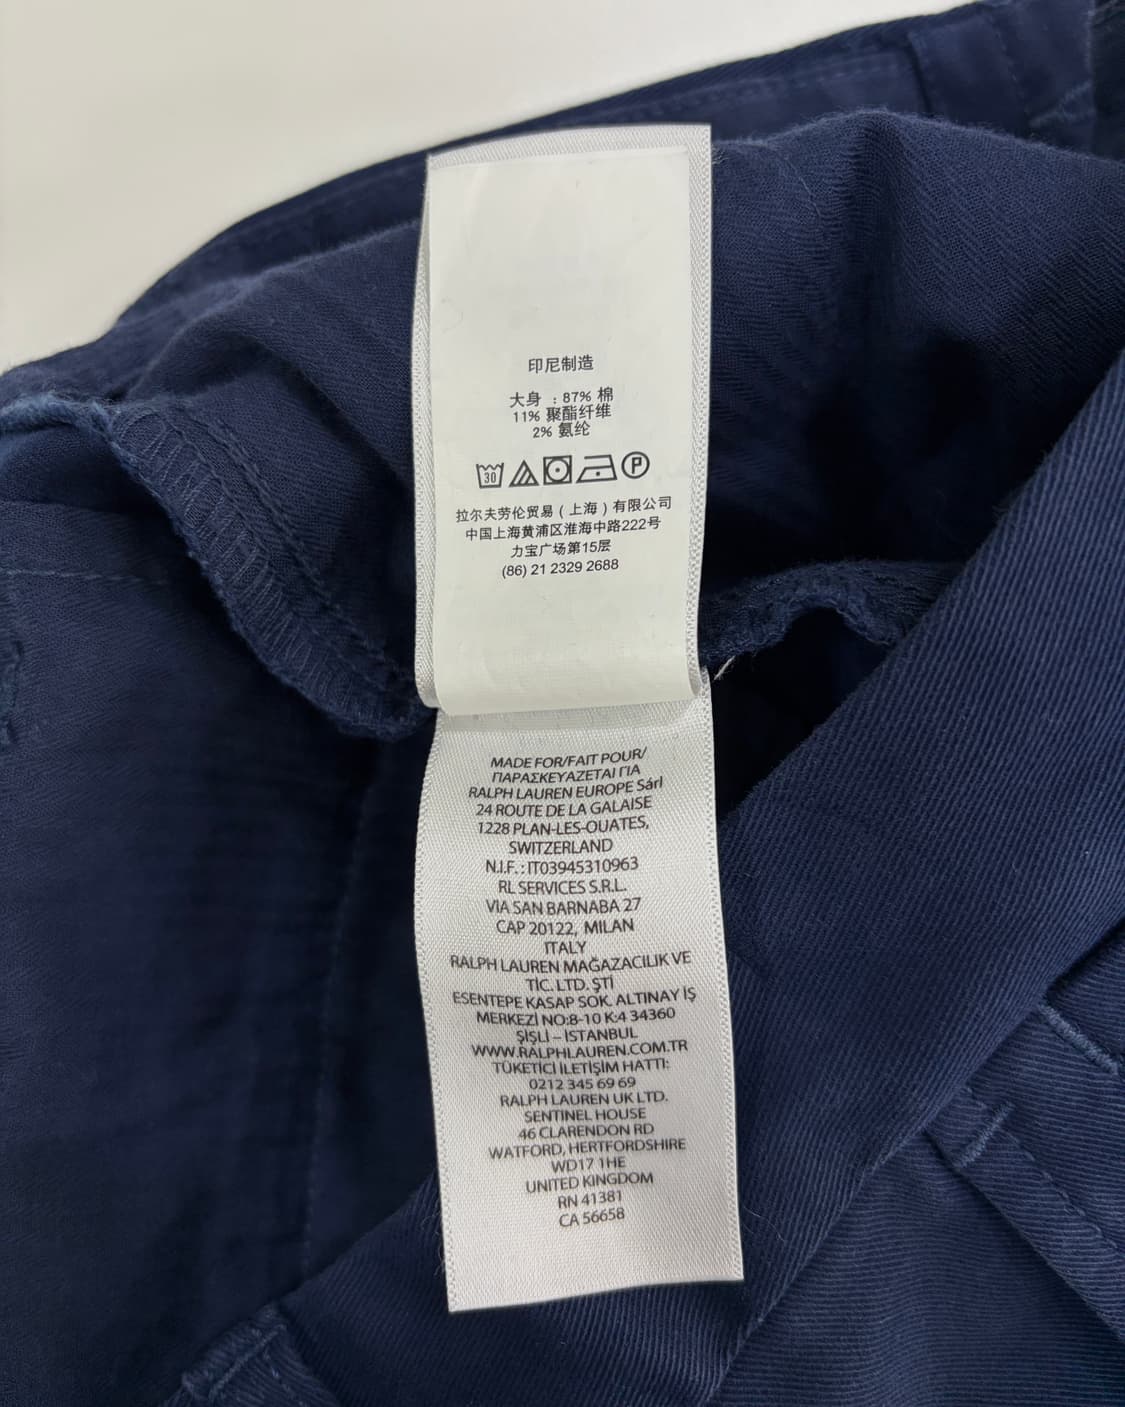 印尼制造
大身 : 87% 棉
11% 聚酯纤维
2% 氨纶
30 P
拉尔夫劳伦贸易 ( 上海 ) 有限公司
中国上海黄浦区淮海中路222号
力宝广场第15层
(86) 21 2329 2688
MADE FOR/FAIT POUR/
ΠΑΡΑΣΚΕΥΑΖΕΤΑΙ ΓΙΑ
RALPH LAUREN EUROPE Sárl
24 ROUTE DE LA GALAISE
1228 PLAN-LES-OUATES,
SWITZERLAND
N.I.F. : IT03945310963
RL SERVICES S.R.L.
VIA SAN BARNABA 27
CAP 20122, MILAN
ITALY
RALPH LAUREN MAĞAZACILIK VE
TİC. LTD. ŞTİ
ESENTEPE KASAP SOK. ALTINAY İŞ
MERKEZİ NO:8-10 K:4 34360
ŞİŞLİ – İSTANBUL
WWW.RALPHLAUREN.COM.TR
TÜKETİCİ İLETİŞİM HATTI:
0212 345 69 69
RALPH LAUREN UK LTD.
SENTINEL HOUSE
46 CLARENDON RD
WATFORD, HERTFORDSHIRE
WD17 1HE
UNITED KINGDOM
RN 41381
CA 56658